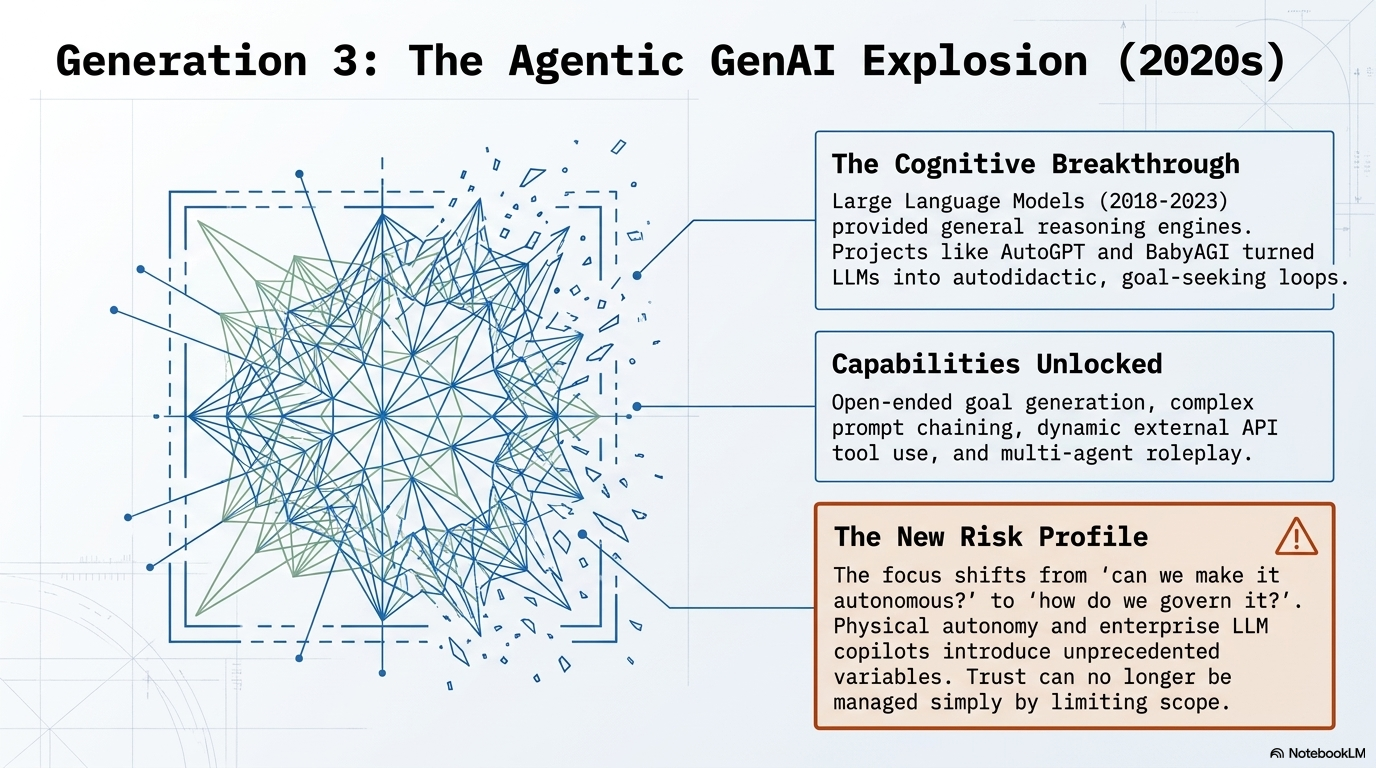 Generation 3: The Agentic GenAI Explosion (2020s)
The Cognitive Breakthrough
Large Language Models (2018-2023)
provided general reasoning engines.
Projects like AutoGPT and BabyAGI turned
LLMs into autodidactic, goal-seeking loops.
Capabilities Unlocked
Open-ended goal generation, complex
prompt chaining, dynamic external API
tool use, and multi-agent roleplay.
The New Risk Profile
The focus shifts from ‘can we make it
autonomous?’ to ‘how do we govern it?’.
Physical autonomy and enterprise LLM
copilots introduce unprecedented
variables. Trust can no longer be
managed simply by limiting scope.
NotebookLM